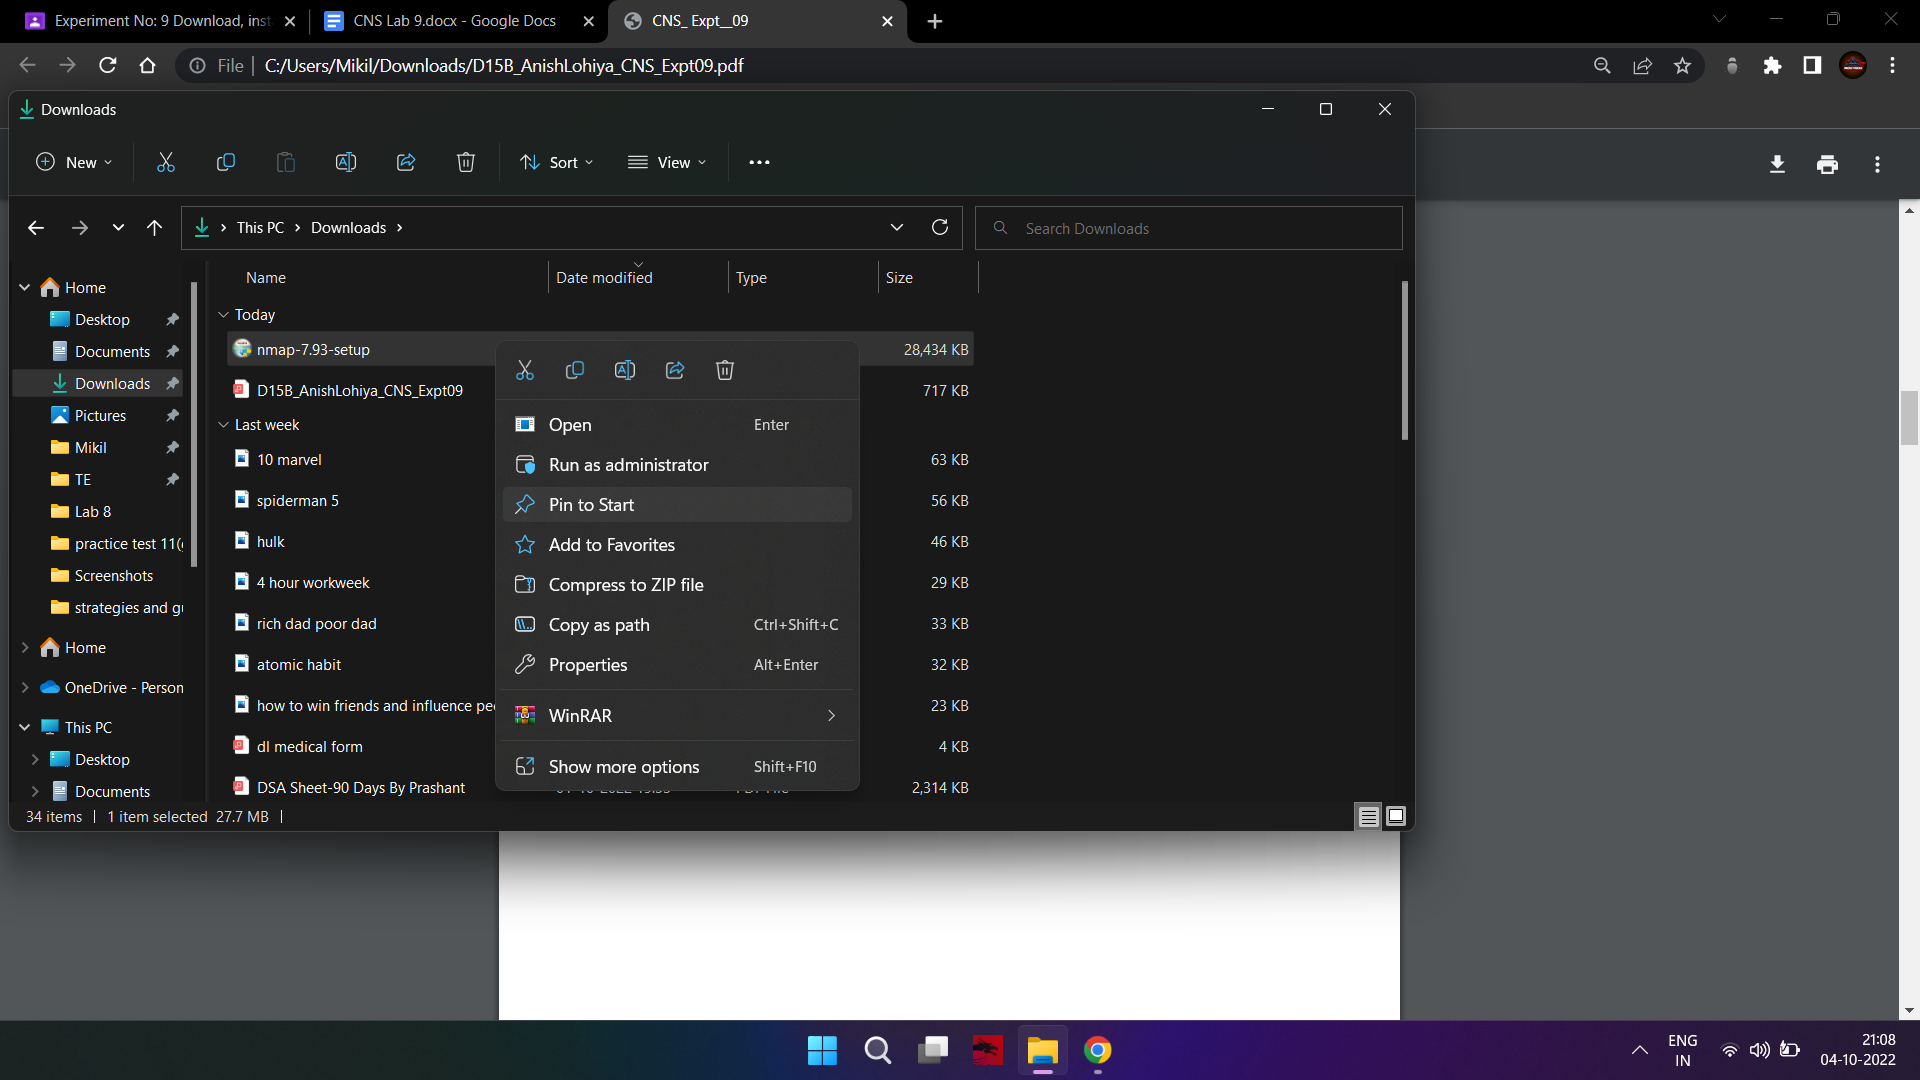 Experiment No: 9 Download, inst
CNS Lab 9.docx - Google Docs
CNS_ Expt__09
File
C:/Users/Mikil/Downloads/D15B_AnishLohiya_CNS_Expt09.pdf
Downloads
New
Sort
View
This PC > Downloads >
Search Downloads
Name
Date modified
Type
Size
Home
Desktop
Documents
Downloads
Pictures
Mikil
TE
Lab 8
practice test 11(
Screenshots
strategies and g
Home
OneDrive - Person
This PC
Desktop
Documents
Today
nmap-7.93-setup 28,434 KB
D15B_AnishLohiya_CNS_Expt09 717 KB
Last week
10 marvel 63 KB
spiderman 5 56 KB
hulk 46 KB
4 hour workweek 29 KB
rich dad poor dad 33 KB
atomic habit 32 KB
how to win friends and influence pe 23 KB
dl medical form 4 KB
DSA Sheet-90 Days By Prashant 2,314 KB
Open Enter
Run as administrator
Pin to Start
Add to Favorites
Compress to ZIP file
Copy as path Ctrl+Shift+C
Properties Alt+Enter
WinRAR
Show more options Shift+F10
34 items
1 item selected 27.7 MB
ENG
IN
21:08
04-10-2022